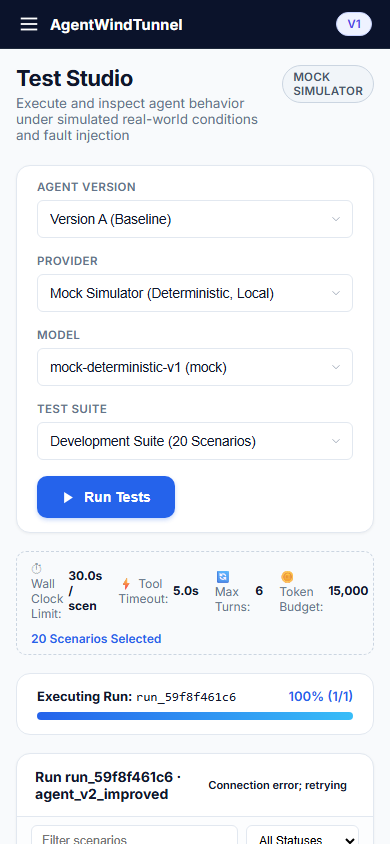 AgentWindTunnel
V1
Test Studio
MOCK
SIMULATOR
Execute and inspect agent behavior
under simulated real-world conditions
and fault injection
AGENT VERSION
Version A (Baseline)
PROVIDER
Mock Simulator (Deterministic, Local)
MODEL
mock-deterministic-v1 (mock)
TEST SUITE
Development Suite (20 Scenarios)
Run Tests
Wall
Clock
Limit:
30.0s
/
scen
Tool
Timeout:
5.0s
Max
Turns:
6
Token
Budget:
15,000
20 Scenarios Selected
Executing Run: run_59f8f461c6
100% (1/1)
Run run_59f8f461c6 ·
agent_v2_improved
Connection error; retrying
Filter scenarios
All Statuses